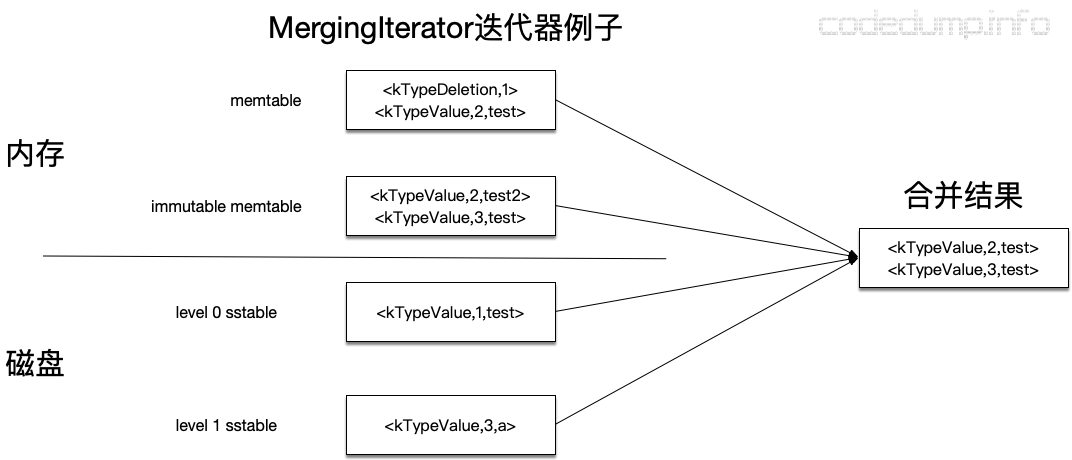 MergingIterator迭代器例子
codedump.info
内存
memtable
<kTypeDeletion,1>
<kTypeValue,2,test>
immutable memtable
<kTypeValue,2,test2>
<kTypeValue,3,test>
合并结果
<kTypeValue,2,test>
<kTypeValue,3,test>
磁盘
level 0 sstable
<kTypeValue,1,test>
level 1 sstable
<kTypeValue,3,a>